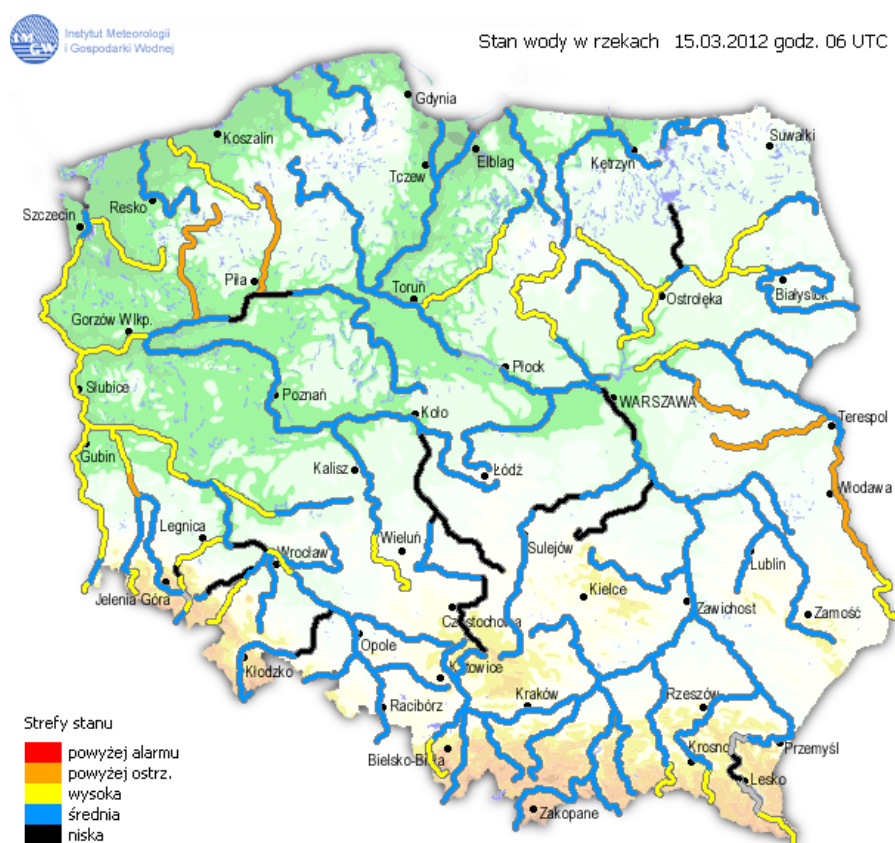 Instytut Meteorologii
i Gospodarki Wodnej
IM
GW
Stan wody w rzekach 15.03.2012 godz. 06 UTC
Gdynia
Koszalin
Suwałki
Elbląg
Kętrzyn
Tczew
Resko
Szczecin
Piła
Toruń
Ostrołęka
Białystok
Gorzów Wlkp.
Płock
Słubice
Poznań
WARSZAWA
Koło
Terespol
Gubin
Kalisz
Łódź
Włodawa
Legnica
Wrocław
Wieluń
Sulejów
Lublin
Jelenia Góra
Kielce
Zawichost
Zamość
Częstochowa
Opole
Kłodzko
Katowice
Racibórz
Kraków
Rzeszów
Krosno
Przemyśl
Bielsko-Biała
Lesko
Zakopane
Strefy stanu
powyżej alarmu
powyżej ostrz.
wysoka
średnia
niska